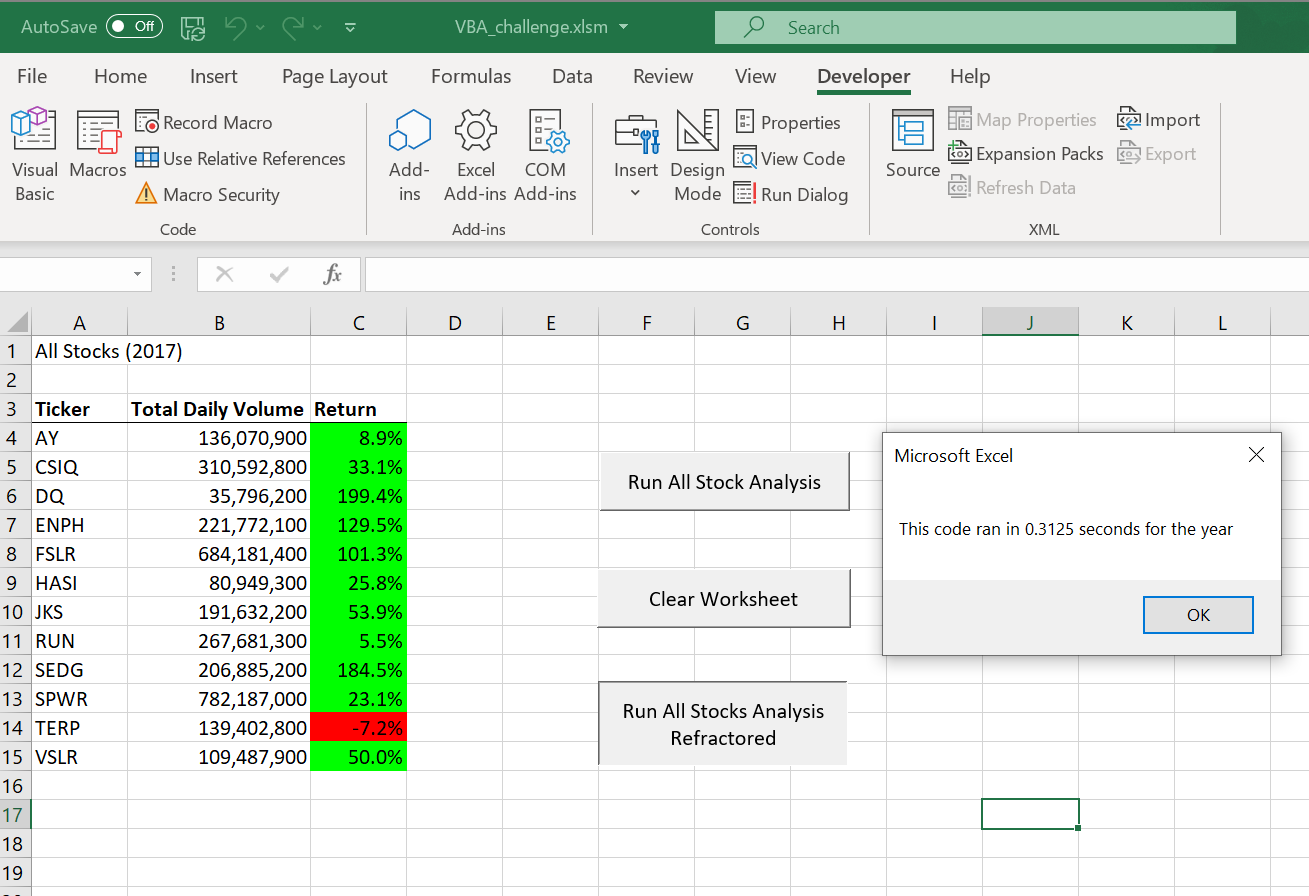 AutoSave Off VBA_challenge.xlsm Search
File Home Insert Page Layout Formulas Data Review View Developer Help
Visual Basic
Macros
Record Macro
Use Relative References
Macro Security
Code
Add-ins
Excel Add-ins
COM Add-ins
Add-ins
Insert
Design Mode
Properties
View Code
Run Dialog
Controls
Source
Map Properties
Expansion Packs
Refresh Data
Import
Export
XML
fx
A B C D E F G H I J K L
1 All Stocks (2017)
2
3 Ticker Total Daily Volume Return
4 AY 136,070,900 8.9%
5 CSIQ 310,592,800 33.1%
6 DQ 35,796,200 199.4%
7 ENPH 221,772,100 129.5%
8 FSLR 684,181,400 101.3%
9 HASI 80,949,300 25.8%
10 JKS 191,632,200 53.9%
11 RUN 267,681,300 5.5%
12 SEDG 206,885,200 184.5%
13 SPWR 782,187,000 23.1%
14 TERP 139,402,800 -7.2%
15 VSLR 109,487,900 50.0%
16
17
18
19
Run All Stock Analysis
Clear Worksheet
Run All Stocks Analysis
Refractored
Microsoft Excel
This code ran in 0.3125 seconds for the year
OK